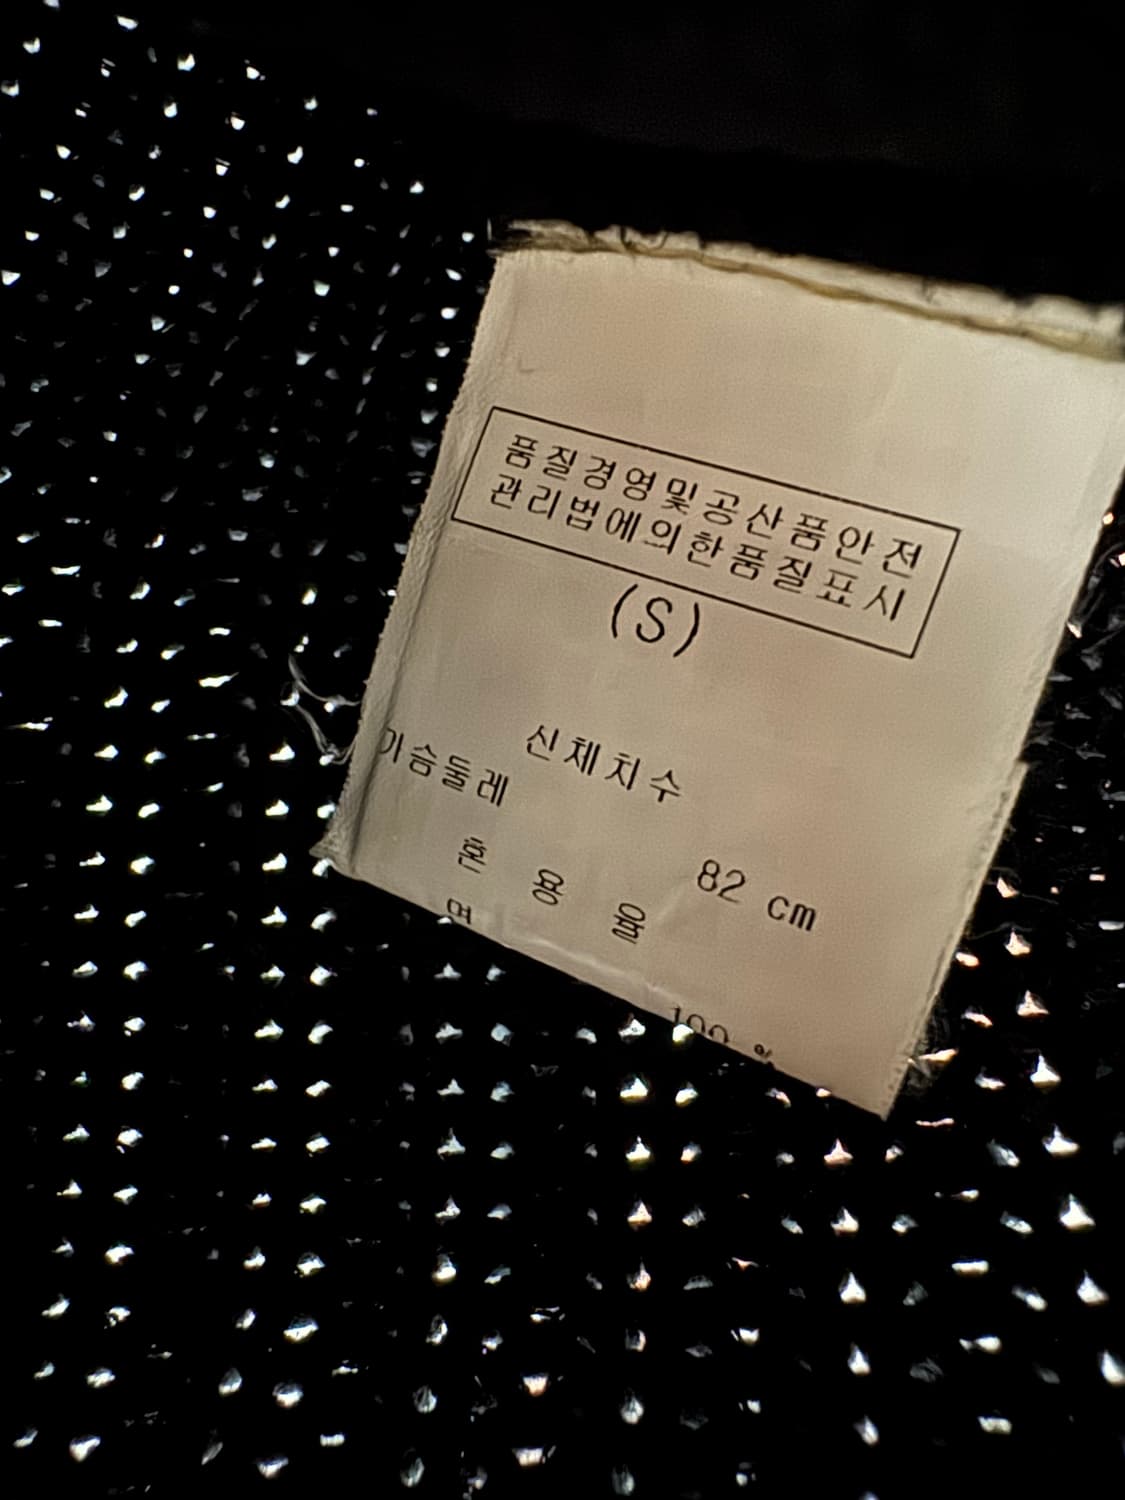 품질경영및공산품안전
관리법에의한품질표시
(S)
신체치수
가슴둘레
82 cm
혼 용 율
면
100 %